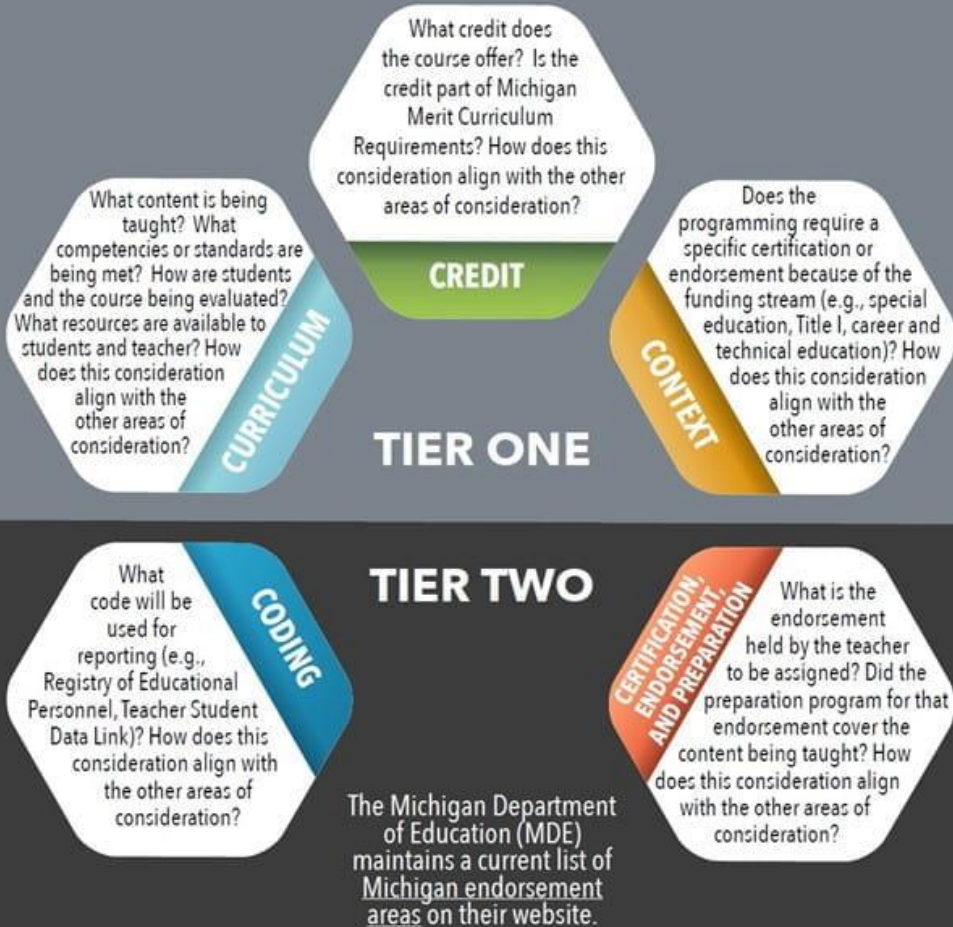 What credit does
the course offer? Is the
credit part of Michigan
Merit Curriculum
Requirements? How does this
consideration align with the other
areas of consideration?
CREDIT
What content is being
taught? What
competencies or standards are
being met? How are students
and the course being evaluated?
What resources are available to
students and teacher? How
does this consideration
align with the
other areas of
consideration?
CURRICULUM
Does the
programming require a
specific certification or
endorsement because of the
funding stream (e.g., special
education, Title I, career and
technical education)? How
does this consideration
align with the
other areas of
consideration?
CONTEXT
TIER ONE
TIER TWO
What
code will be
used for
reporting (e.g.,
Registry of Educational
Personnel, Teacher Student
Data Link)? How does this
consideration align with
the other areas of
consideration?
CODING
CERTIFICATION,
ENDORSEMENT,
AND PREPARATION
What is the
endorsement
held by the teacher
to be assigned? Did the
preparation program for that
endorsement cover the
content being taught? How
does this consideration align
with the other areas of
consideration?
The Michigan Department
of Education (MDE)
maintains a current list of
Michigan endorsement
areas on their website.